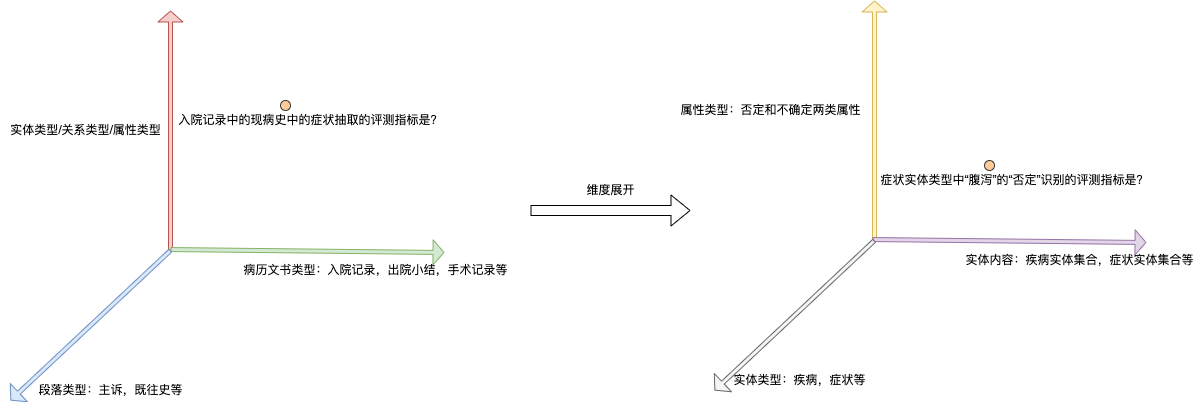 实体类型/关系类型/属性类型
入院记录中的现病史中的症状抽取的评测指标是?
病历文书类型：入院记录，出院小结，手术记录等
段落类型：主诉，既往史等
维度展开
属性类型：否定和不确定两类属性
症状实体类型中“腹泻”的“否定”识别的评测指标是?
实体内容：疾病实体集合，症状实体集合等
实体类型：疾病，症状等